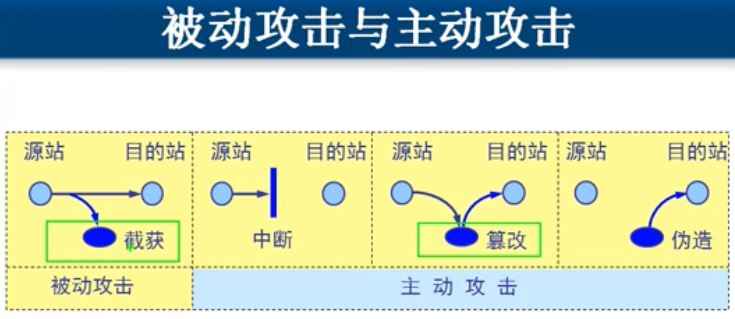 被动攻击与主动攻击
源站 目的站 源站 目的站 源站 目的站 源站 目的站
截获 中断 篡改 伪造
被动攻击 主动攻击